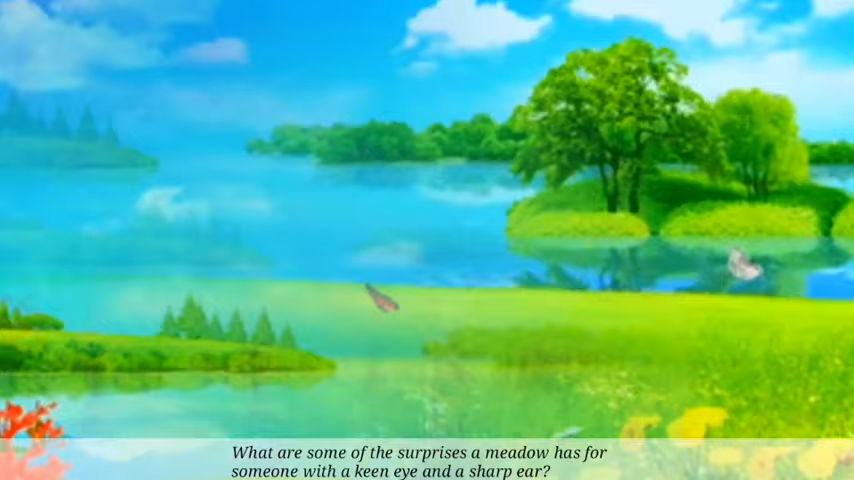 What are some of the surprises a meadow has for
someone with a keen eye and a sharp ear?